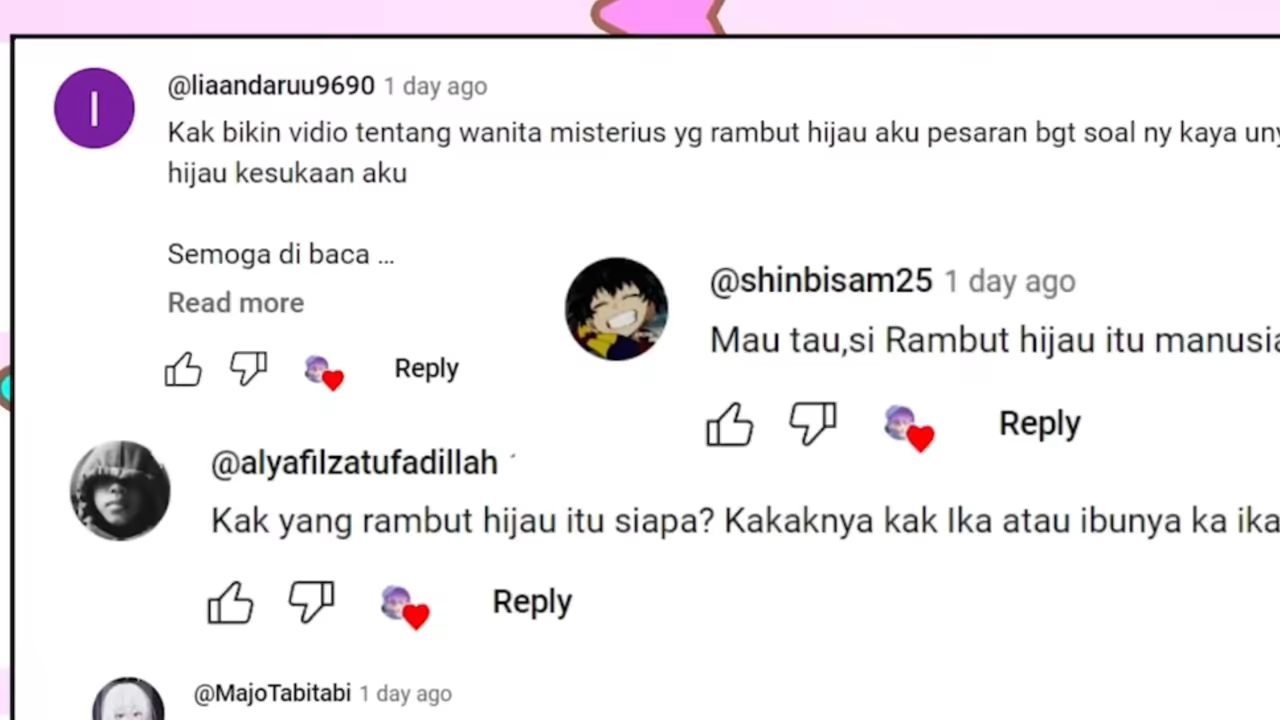 I
@liaandaruu9690 1 day ago
Kak bikin vidio tentang wanita misterius yg rambut hijau aku pesaran bgt soal ny kaya
hijau kesukaan aku
Semoga di baca ...
Read more
Reply
@shinbisam25 1 day ago
Mau tau,si Rambut hijau itu
Reply
@alyafilzatufadillah
Kak yang rambut hijau itu siapa? Kakaknya kak Ika atau ibunya ka ika
Reply
@MajoTabitabi 1 day ago